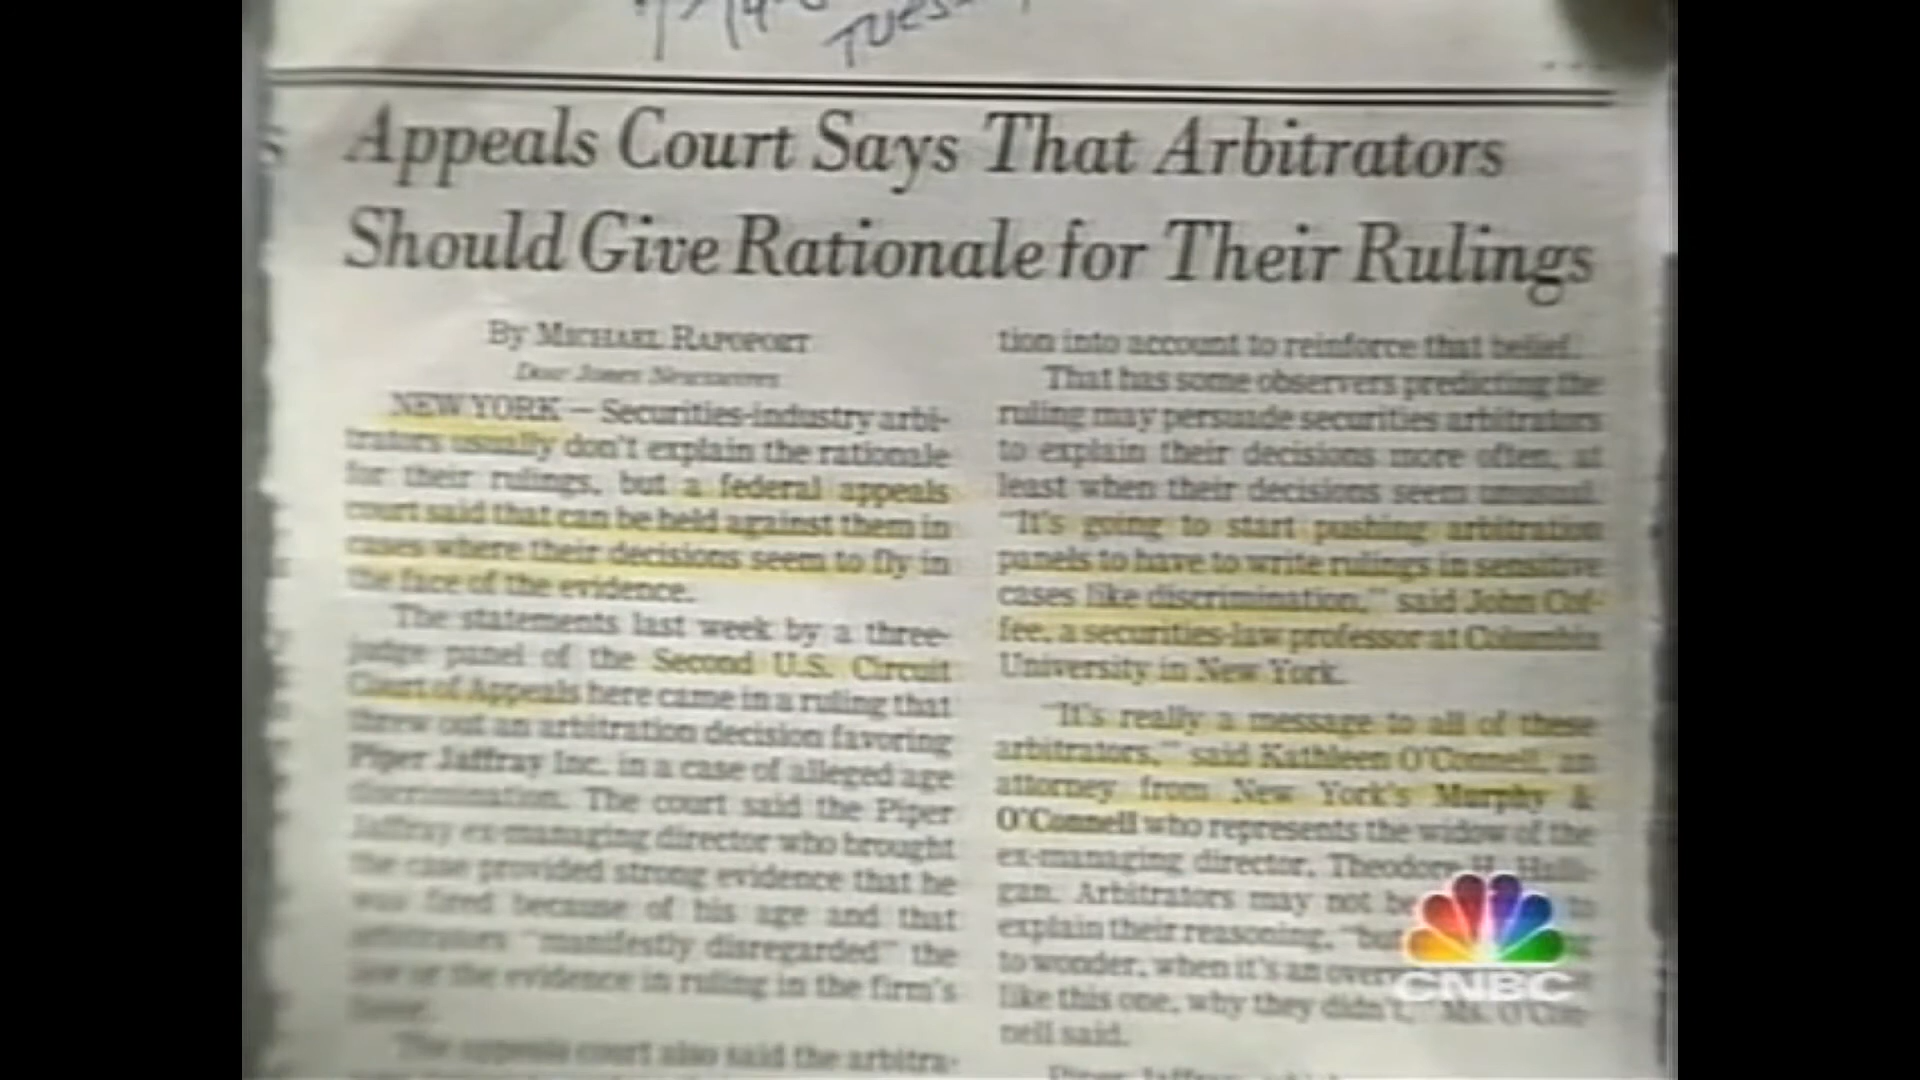 Appeals Court Says That Arbitrators
Should Give Rationale for Their Rulings
By MICHAEL RAPOPORT
Dow Jones Newswires
NEW YORK — Securities-industry arbi-
trators usually don't explain the rationale
for their rulings, but a federal appeals
court said that can be held against them in
cases where their decisions seem to fly in
the face of the evidence.
The statements last week by a three-
judge panel of the Second U.S. Circuit
Court of Appeals here came in a ruling that
threw out an arbitration decision favoring
Piper Jaffray Inc. in a case of alleged age
discrimination. The court said the Piper
Jaffray ex-managing director who brought
the case provided strong evidence that he
was fired because of his age and that
arbitrators "manifestly disregarded" the
law or the evidence in ruling in the firm's
favor.
The appeals court also said the arbitra-
tion into account to reinforce that belief.
That has some observers predicting the
ruling may persuade securities arbitrators
to explain their decisions more often, at
least when their decisions seem unusual.
"It's going to start pushing arbitration
panels to have to write rulings in sensitive
cases like discrimination," said John Cof-
fee, a securities-law professor at Columbia
University in New York.
"It's really a message to all of these
arbitrators," said Kathleen O'Connell, an
attorney from New York's Murphy &
O'Connell who represents the widow of the
ex-managing director, Theodore H. Halli-
gan. Arbitrators may not be to
explain their reasoning,
to wonder, when it's an
like this one, why they didn't," Ms. O'Con-
nell said.
Piper Jaffray,
CNBC